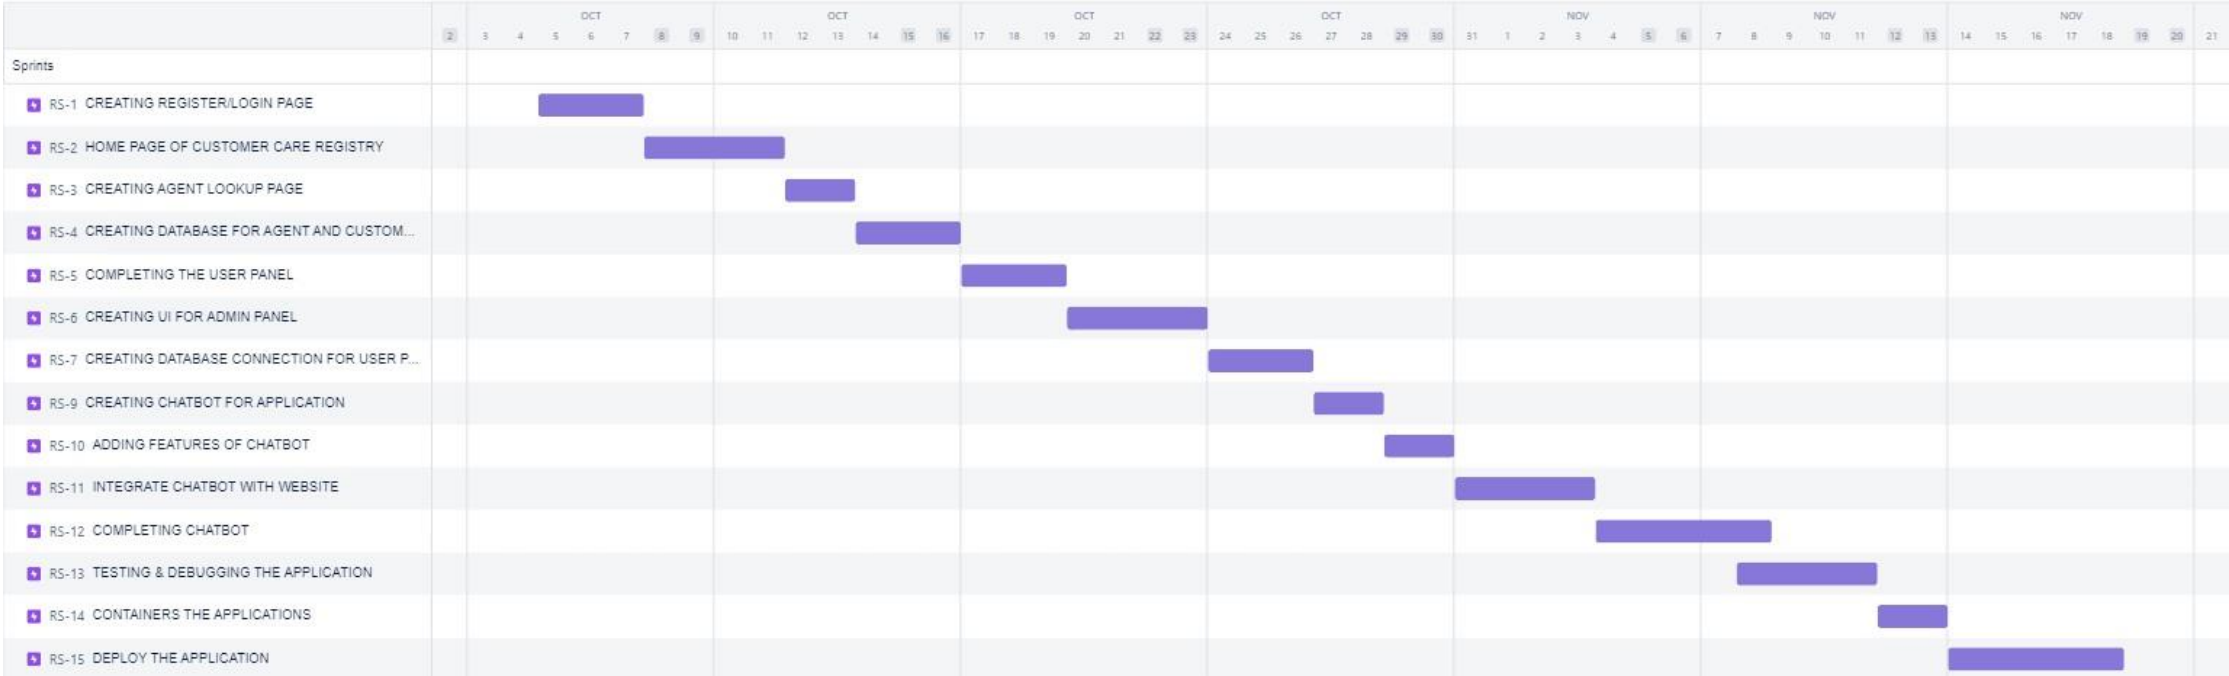 OCT OCT OCT OCT NOV NOV NOV
2 3 4 5 6 7 8 9 10 11 12 13 14 15 16 17 18 19 20 21 22 23 24 25 26 27 28 29 30 31 1 2 3 4 5 6 7 8 9 10 11 12 13 14 15 16 17 18 19 20 21
Sprints
RS-1 CREATING REGISTER/LOGIN PAGE
RS-2 HOME PAGE OF CUSTOMER CARE REGISTRY
RS-3 CREATING AGENT LOOKUP PAGE
RS-4 CREATING DATABASE FOR AGENT AND CUSTOM...
RS-5 COMPLETING THE USER PANEL
RS-6 CREATING UI FOR ADMIN PANEL
RS-7 CREATING DATABASE CONNECTION FOR USER P...
RS-9 CREATING CHATBOT FOR APPLICATION
RS-10 ADDING FEATURES OF CHATBOT
RS-11 INTEGRATE CHATBOT WITH WEBSITE
RS-12 COMPLETING CHATBOT
RS-13 TESTING & DEBUGGING THE APPLICATION
RS-14 CONTAINERS THE APPLICATIONS
RS-15 DEPLOY THE APPLICATION